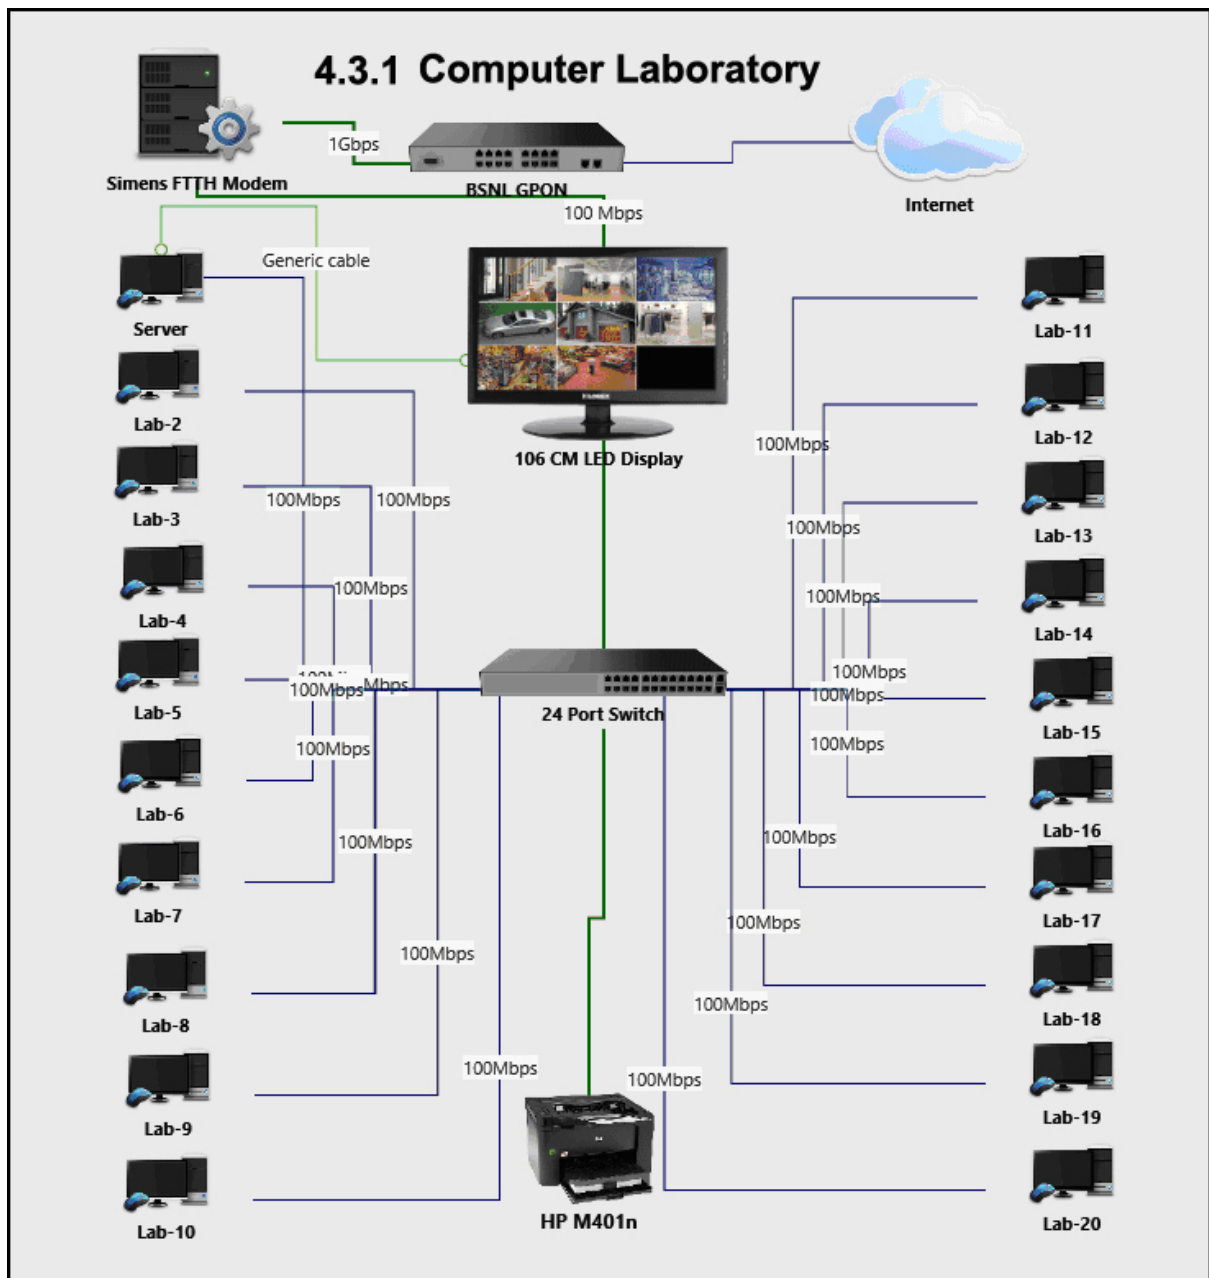 4.3.1 Computer Laboratory
1Gbps
Simens FTTH Modem
BSNL GPON
Internet
100 Mbps
Generic cable
Server
Lab-11
Lab-2
Lab-12
100Mbps
106 CM LED Display
100Mbps
100Mbps
Lab-3
100Mbps
Lab-13
100Mbps
100Mbps
Lab-4
Lab-14
100Mbps
Mbps
100Mbps
100Mbps
Lab-5
24 Port Switch
Lab-15
100Mbps
100Mbps
Lab-6
Lab-16
100Mbps
100Mbps
Lab-7
Lab-17
100Mbps
100Mbps
100Mbps
Lab-8
Lab-18
100Mbps
100Mbps
Lab-9
Lab-19
HP M401n
Lab-10
Lab-20